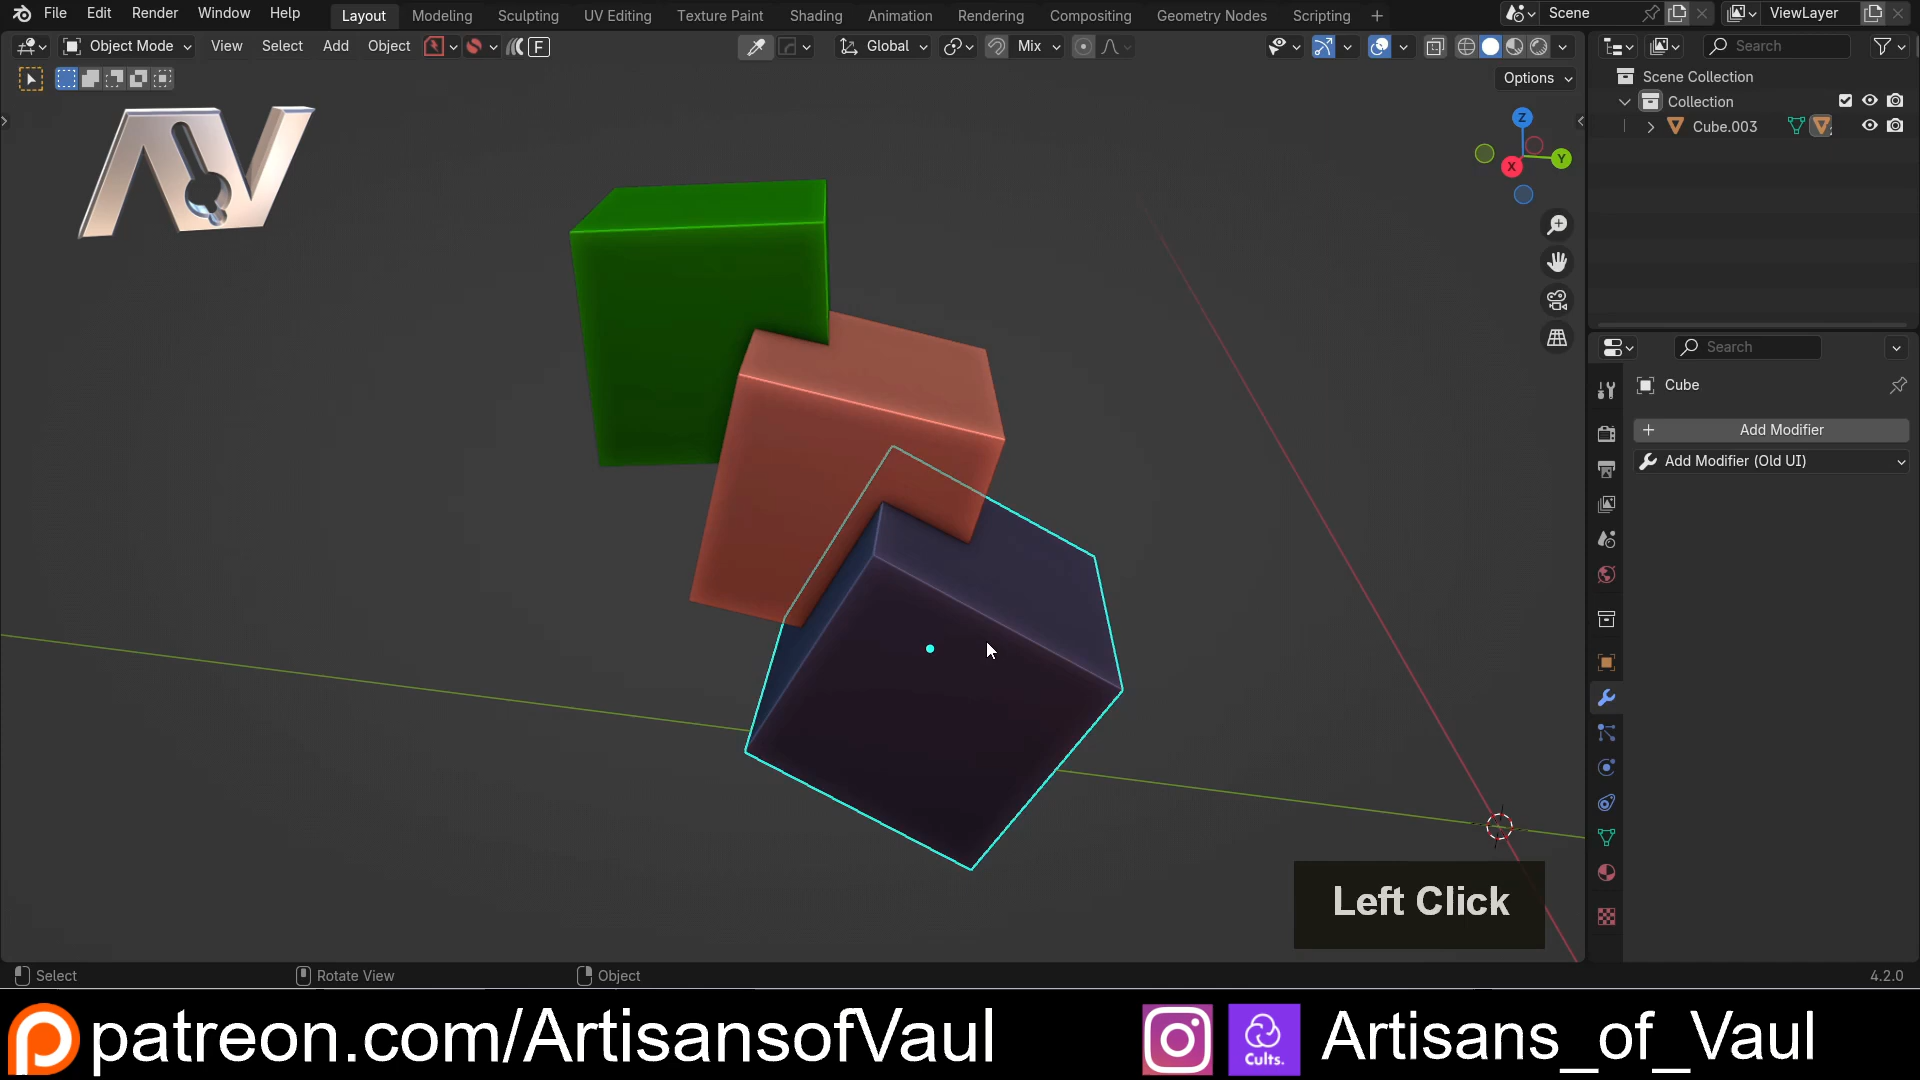 File Edit Render Window Help Layout Modeling Sculpting UV Editing Texture Paint Shading Animation Rendering Compositing Geometry Nodes Scripting + Scene ViewLayer
Object Mode View Select Add Object F Global Mix Search
Options
Scene Collection
Collection
Cube.003
Z
Y
X
AV
Search
Cube
+ Add Modifier
Add Modifier (Old UI)
Left Click
Select Rotate View Object 4.2.0
patreon.com/ArtisansofVaul Cults. Artisans_of_Vaul